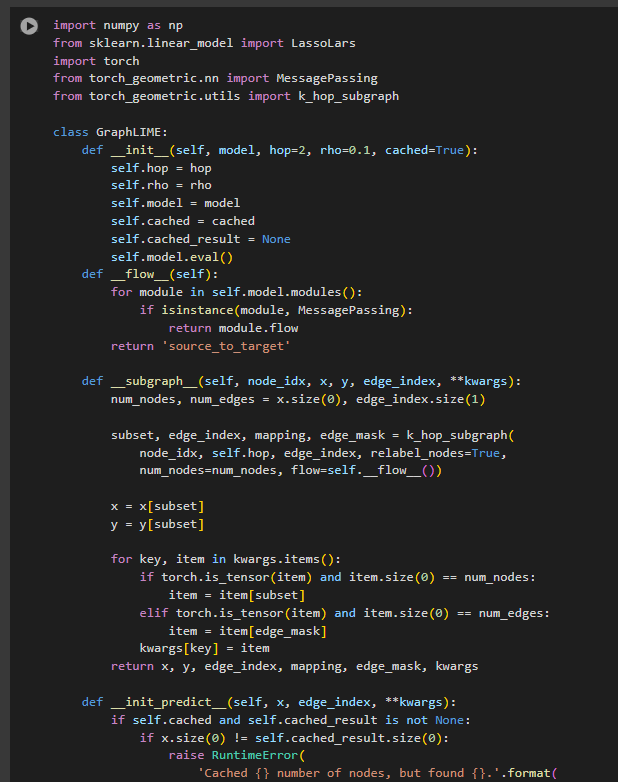 import numpy as np
from sklearn.linear_model import LassoLars
import torch
from torch_geometric.nn import MessagePassing
from torch_geometric.utils import k_hop_subgraph

class GraphLIME:
    def __init__(self, model, hop=2, rho=0.1, cached=True):
        self.hop = hop
        self.rho = rho
        self.model = model
        self.cached = cached
        self.cached_result = None
        self.model.eval()
    def __flow__(self):
        for module in self.model.modules():
            if isinstance(module, MessagePassing):
                return module.flow
        return 'source_to_target'

    def __subgraph__(self, node_idx, x, y, edge_index, **kwargs):
        num_nodes, num_edges = x.size(0), edge_index.size(1)

        subset, edge_index, mapping, edge_mask = k_hop_subgraph(
            node_idx, self.hop, edge_index, relabel_nodes=True,
            num_nodes=num_nodes, flow=self.__flow__())

        x = x[subset]
        y = y[subset]

        for key, item in kwargs.items():
            if torch.is_tensor(item) and item.size(0) == num_nodes:
                item = item[subset]
            elif torch.is_tensor(item) and item.size(0) == num_edges:
                item = item[edge_mask]
            kwargs[key] = item
        return x, y, edge_index, mapping, edge_mask, kwargs

    def __init_predict__(self, x, edge_index, **kwargs):
        if self.cached and self.cached_result is not None:
            if x.size(0) != self.cached_result.size(0):
                raise RuntimeError(
                    'Cached {} number of nodes, but found {}.'.format(